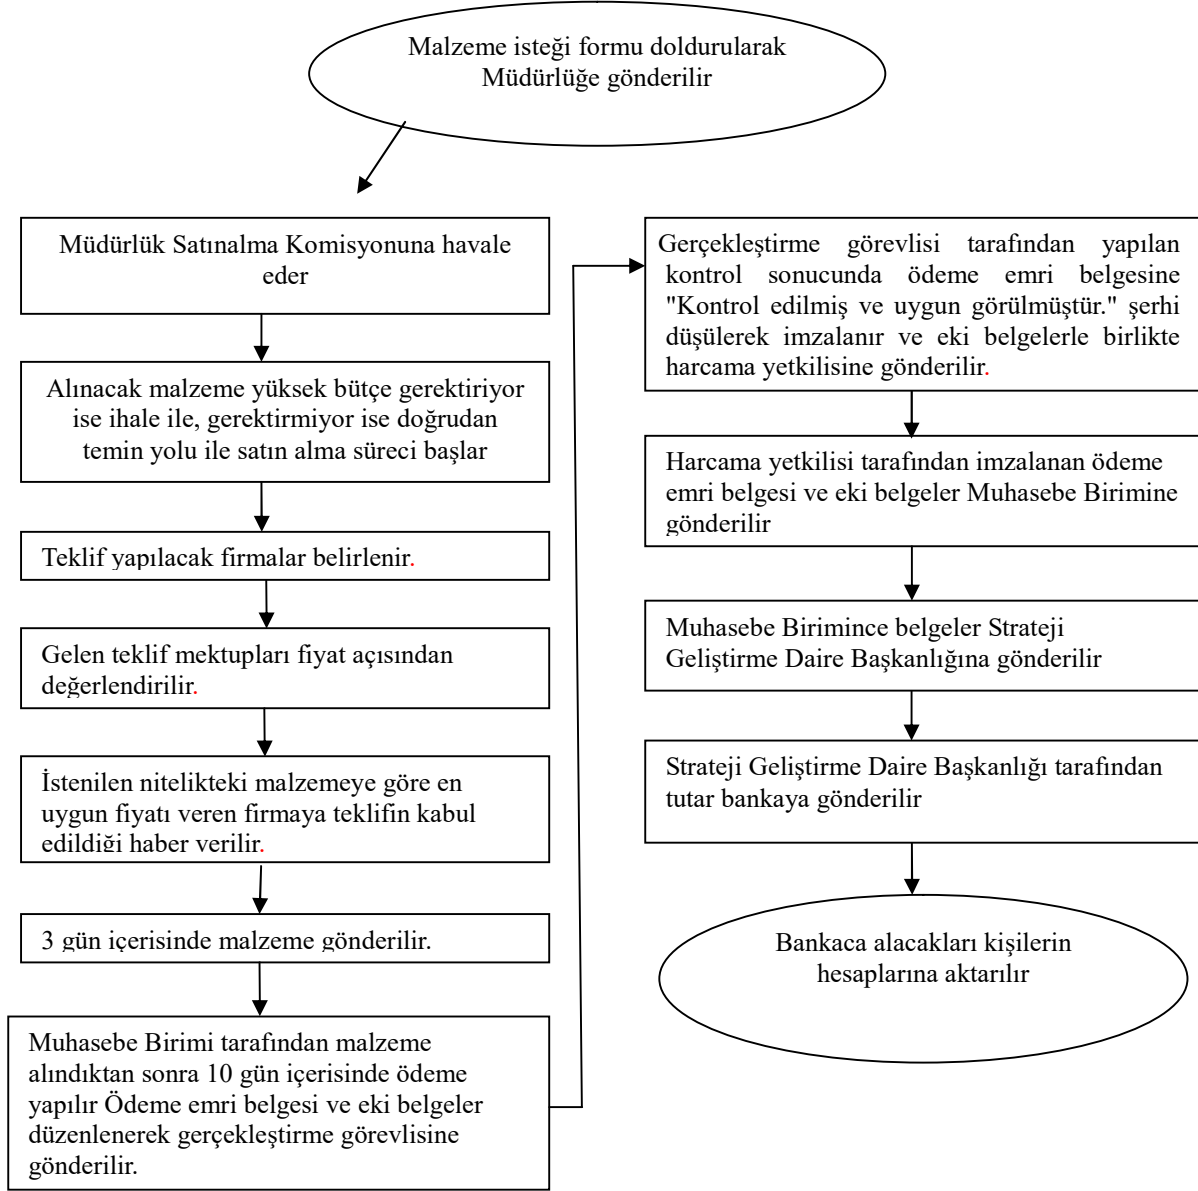 Malzeme isteği formu doldurularak
Müdürlüğe gönderilir
Müdürlük Satınalma Komisyonuna havale
eder
Alınacak malzeme yüksek bütçe gerektiriyor
ise ihale ile, gerektirmiyor ise doğrudan
temin yolu ile satın alma süreci başlar
Teklif yapılacak firmalar belirlenir.
Gelen teklif mektupları fiyat açısından
değerlendirilir.
İstenilen nitelikteki malzemeye göre en
uygun fiyatı veren firmaya teklifin kabul
edildiği haber verilir.
3 gün içerisinde malzeme gönderilir.
Muhasebe Birimi tarafından malzeme
alındıktan sonra 10 gün içerisinde ödeme
yapılır Ödeme emri belgesi ve eki belgeler
düzenlenerek gerçekleştirme görevlisine
gönderilir.
Gerçekleştirme görevlisi tarafından yapılan
kontrol sonucunda ödeme emri belgesine
"Kontrol edilmiş ve uygun görülmüştür." şerhi
düşülerek imzalanır ve eki belgelerle birlikte
harcama yetkilisine gönderilir.
Harcama yetkilisi tarafından imzalanan ödeme
emri belgesi ve eki belgeler Muhasebe Birimine
gönderilir
Muhasebe Birimince belgeler Strateji
Geliştirme Daire Başkanlığına gönderilir
Strateji Geliştirme Daire Başkanlığı tarafından
tutar bankaya gönderilir
Bankaca alacakları kişilerin
hesaplarına aktarılır